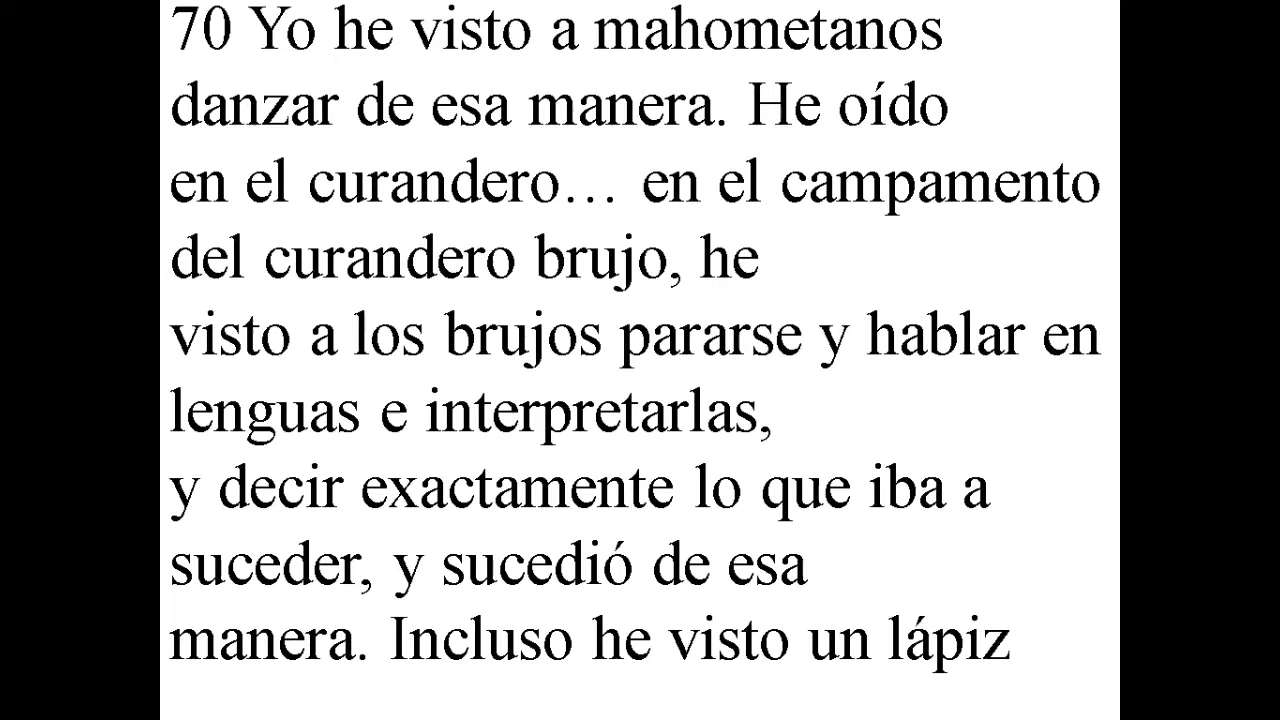 70 Yo he visto a mahometanos
danzar de esa manera. He oído
en el curandero… en el campamento
del curandero brujo, he
visto a los brujos pararse y hablar en
lenguas e interpretarlas,
y decir exactamente lo que iba a
suceder, y sucedió de esa
manera. Incluso he visto un lápiz